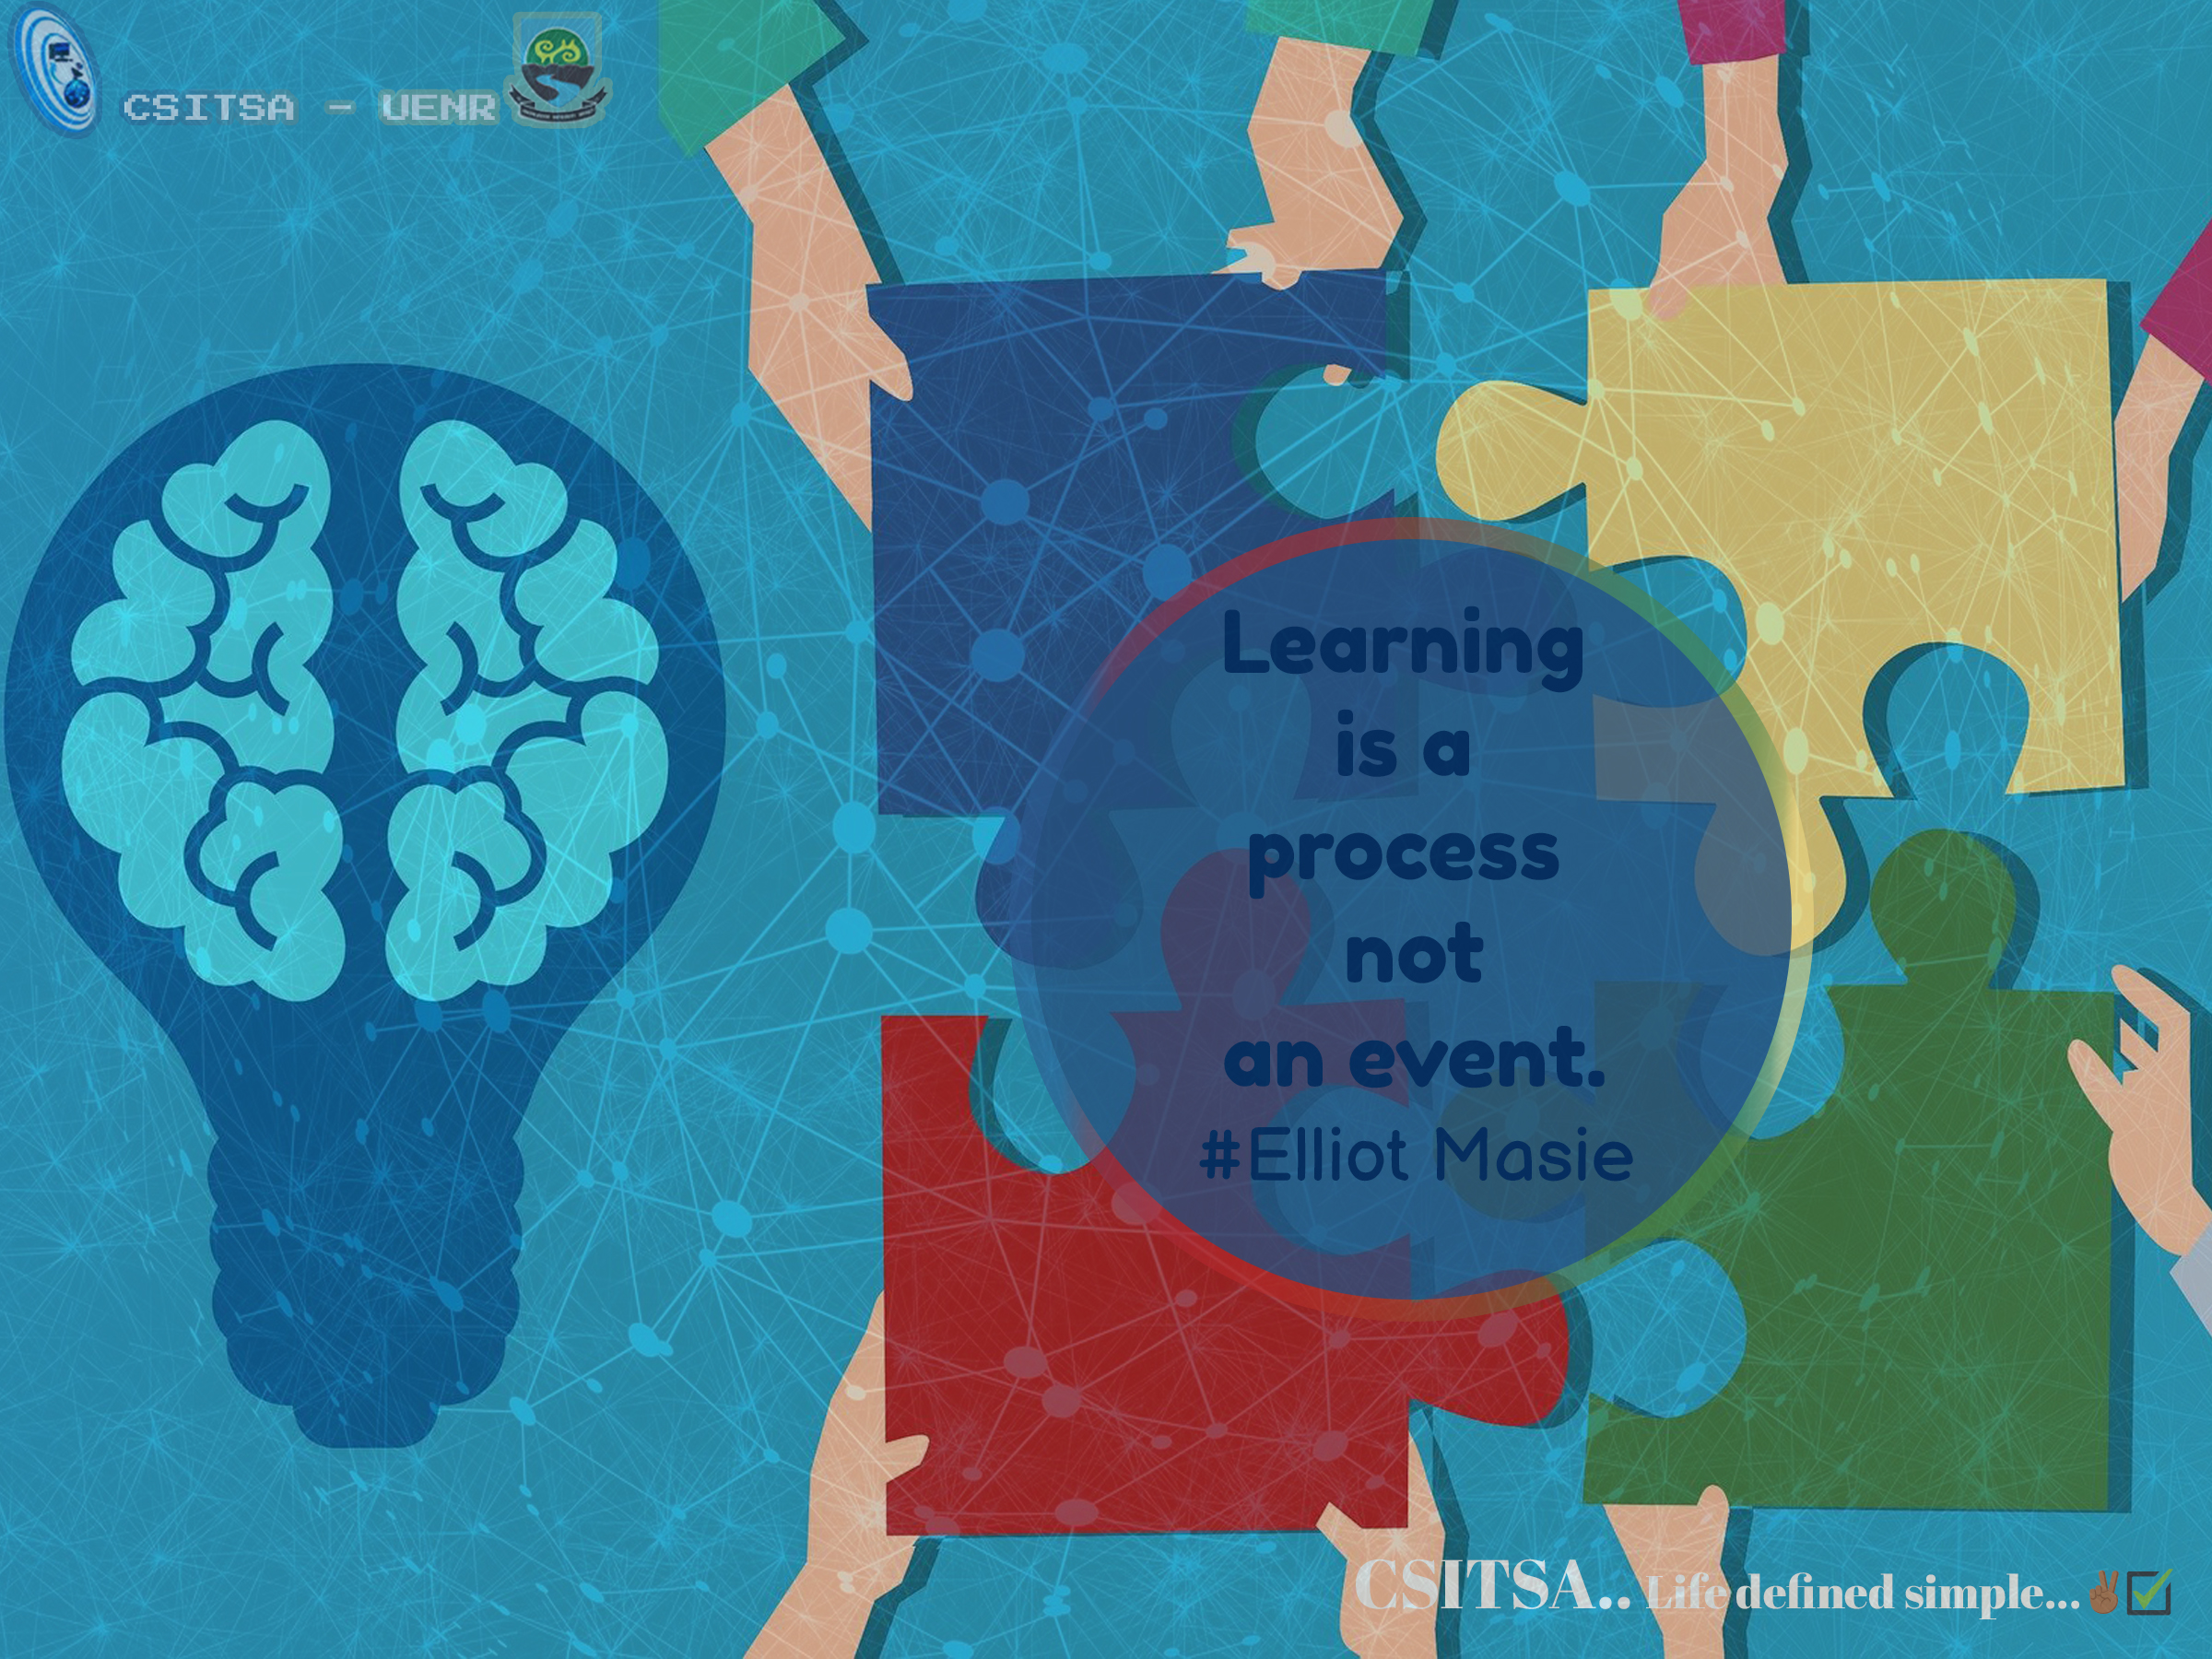 CSITSA - UENR
Learning
is a
process
not
an event.
#Elliot Masie
CSITSA.. Life defined simple...✌🏾☑